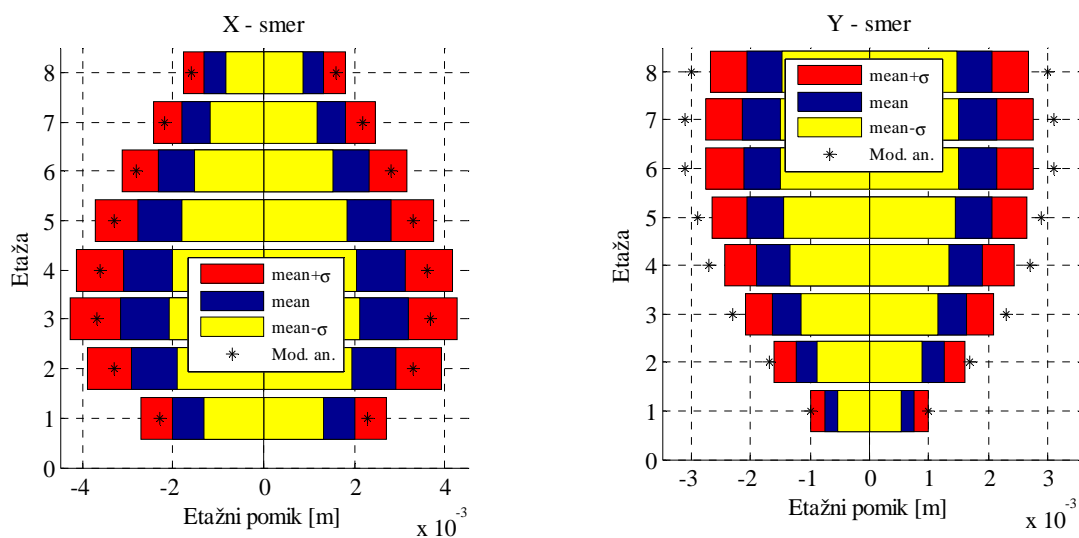 X - smer
8
7
6
5
4
3
2
1
0
Etaža
mean+σ
mean
mean-σ
Mod. an.
-4
-2
0
2
4
Etažni pomik [m]
x 10⁻³
Y - smer
8
7
6
5
4
3
2
1
0
Etaža
mean+σ
mean
mean-σ
Mod. an.
-3
-2
-1
0
1
2
3
Etažni pomik [m]
x 10⁻³